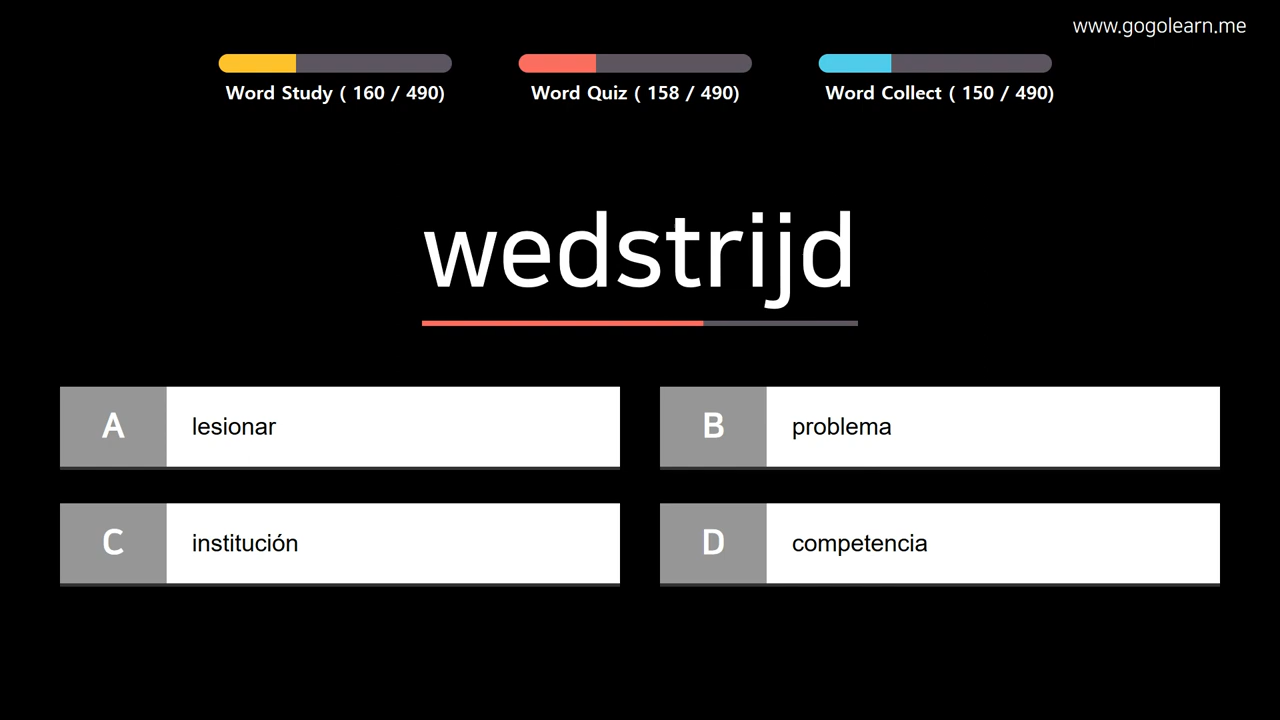 www.gogolearn.me
Word Study ( 160 / 490)
Word Quiz ( 158 / 490)
Word Collect ( 150 / 490)
wedstrijd
A lesionar
B problema
C institución
D competencia